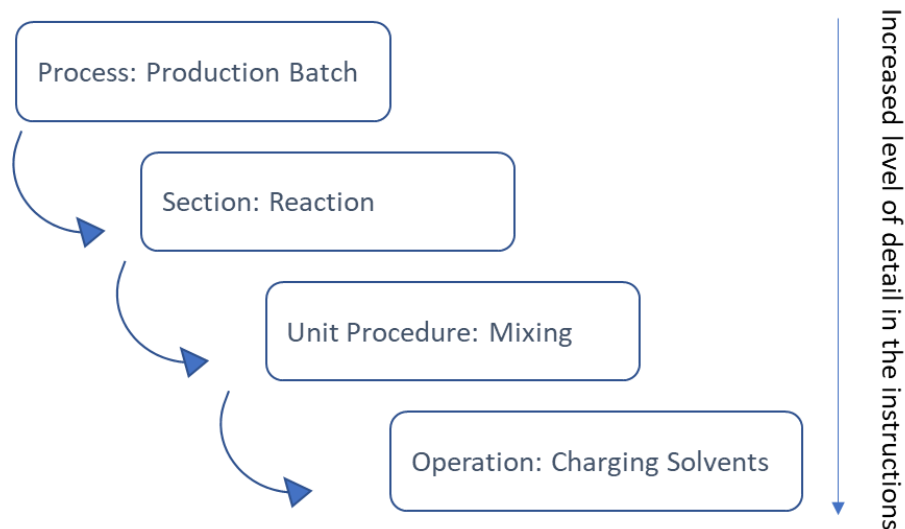 Process: Production Batch
Section: Reaction
Unit Procedure: Mixing
Operation: Charging Solvents
Increased level of detail in the instructions